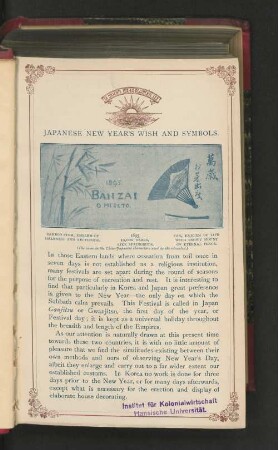 JAPANESE NEW YEAR'S WISH AND SYMBOLS.
1897
BANZAI
萬歳
In those Eastern lands where cessation from toil once in
seven days is not established as a religious institution,
many festivals are set apart during the round of seasons
for the purpose of recreation and rest. It is interesting to
find that particularly in Korea and Japan great preference
is given to the New Year—the only day on which the
Sabbath calm prevails. This Festival is called in Japan
Ganjitsu or Gwanjitsu, the first day of the year, or
Festival day; it is kept as a universal holiday throughout
the breadth and length of the Empires.
As our attention is naturally drawn at this present time
towards these two countries, it is with no little amount of
pleasure that we find the similitudes existing between their
own methods and ours of observing New Year's Day,
albeit they enlarge and carry out to a far wider extent our
established customs. In Korea no work is done for three
days prior to the New Year, or for many days afterwards,
except what is necessary for the erection and display of
elaborate house decorating.
Institut für Kolonialwirtschaft
Hansische Universität.